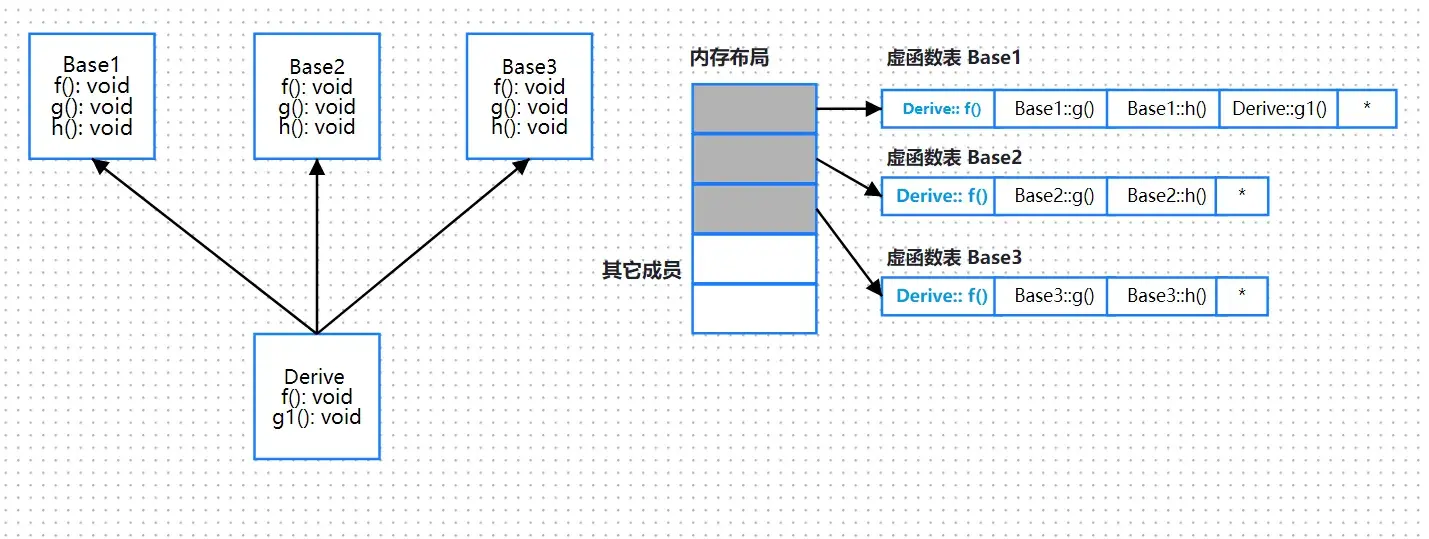 Base1
f(): void
g(): void
h(): void
Base2
f(): void
g(): void
h(): void
Base3
f(): void
g(): void
h(): void
Derive
f(): void
g1(): void
内存布局
其它成员
虚函数表 Base1
Derive:: f() Base1::g() Base1::h() Derive::g1() *
虚函数表 Base2
Derive:: f() Base2::g() Base2::h() *
虚函数表 Base3
Derive:: f() Base3::g() Base3::h() *